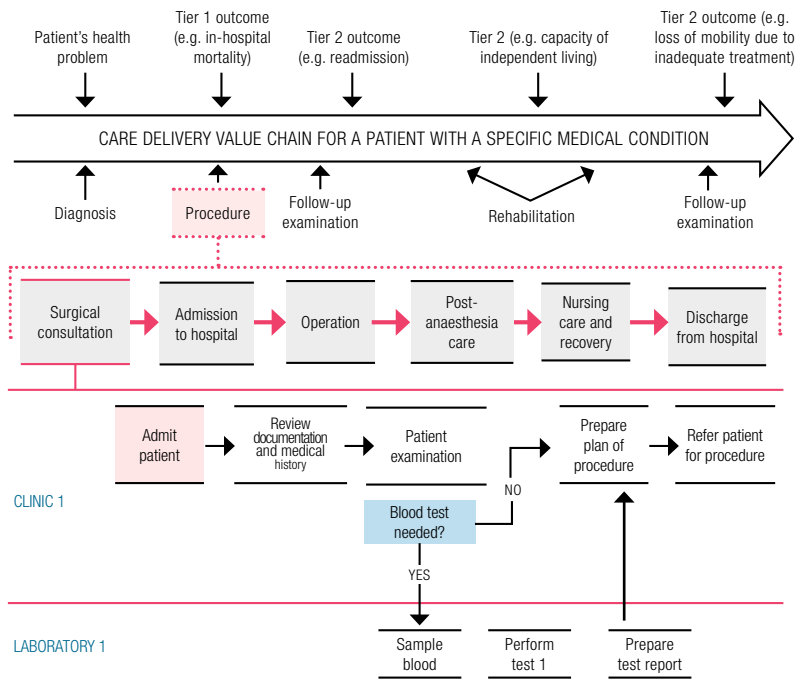 Patient's health
problem
Tier 1 outcome
(e.g. in-hospital
mortality)
Tier 2 outcome
(e.g. readmission)
Tier 2 (e.g. capacity of
independent living)
Tier 2 outcome (e.g.
loss of mobility due to
inadequate treatment)
CARE DELIVERY VALUE CHAIN FOR A PATIENT WITH A SPECIFIC MEDICAL CONDITION
Diagnosis
Procedure
Follow-up
examination
Rehabilitation
Follow-up
examination
Surgical
consultation
Admission
to hospital
Operation
Post-
anaesthesia
care
Nursing
care and
recovery
Discharge
from hospital
Admit
patient
Review
documentation
and medical
history
Patient
examination
Prepare
plan of
procedure
Refer patient
for procedure
CLINIC 1
Blood test
needed?
NO
YES
LABORATORY 1
Sample
blood
Perform
test 1
Prepare
test report